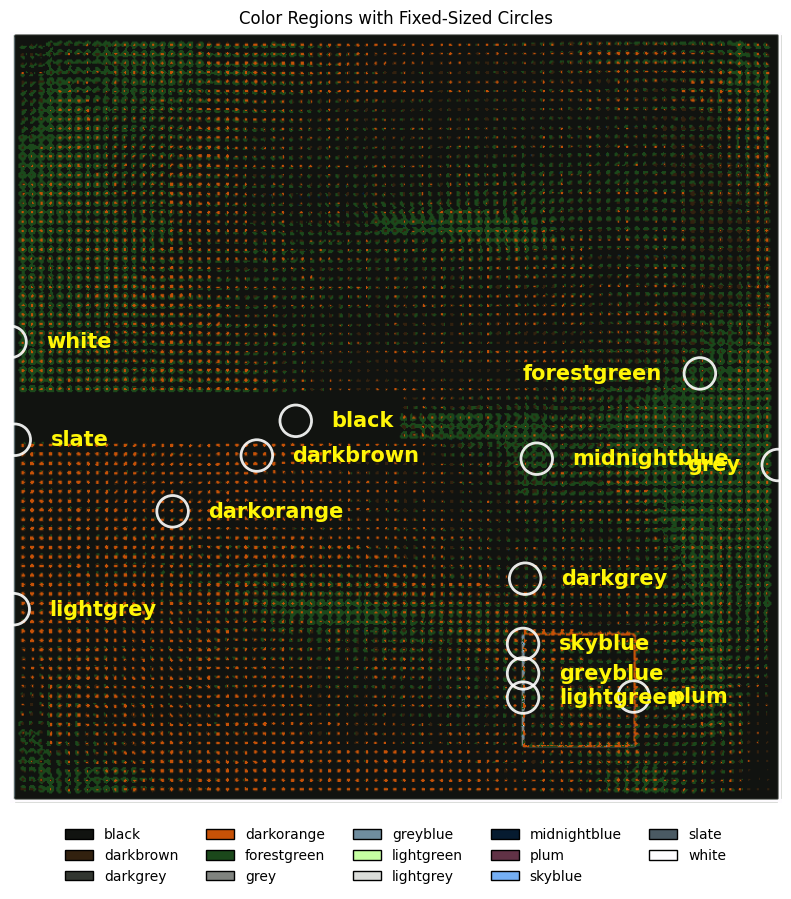 Color Regions with Fixed-Sized Circles
white
forestgreen
black
slate
darkbrown
midnightblue
grey
darkorange
darkgrey
lightgrey
skyblue
greyblue
lightgreen
plum
black
darkorange
greyblue
midnightblue
slate
darkbrown
forestgreen
lightgreen
plum
white
darkgrey
grey
lightgrey
skyblue